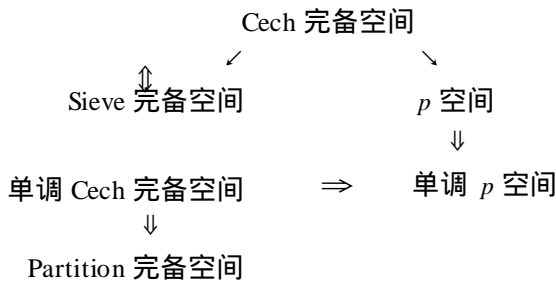 Cech 完备空间
↙ ↘
⇕
Sieve 完备空间 p 空间
⇓
单调 Cech 完备空间 ⇒ 单调 p 空间
⇓
Partition 完备空间